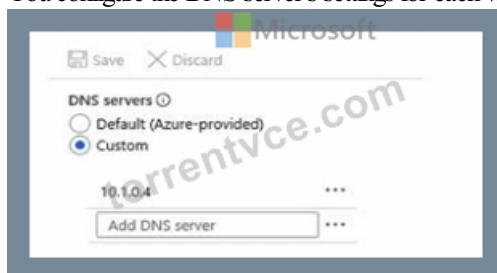 You configure the DNS servers settings for each
Microsoft
Save Discard
DNS servers
Default (Azure-provided)
Custom
10.1.0.4
Add DNS server
torrentvce.com